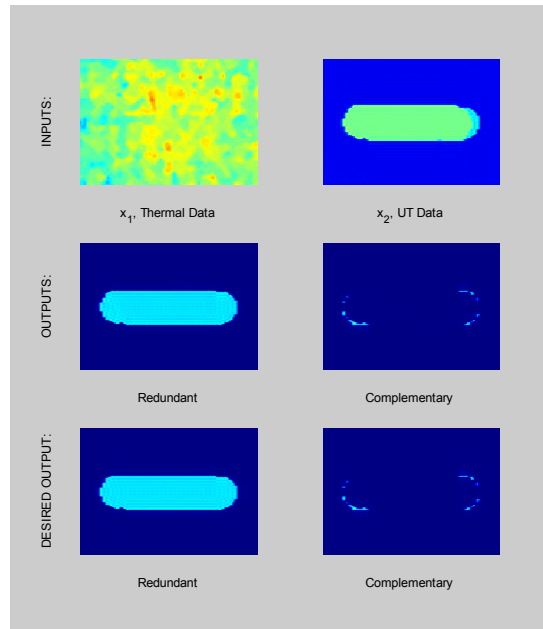 INPUTS:
x1, Thermal Data
x2, UT Data
OUTPUTS:
Redundant
Complementary
DESIRED OUTPUT:
Redundant
Complementary